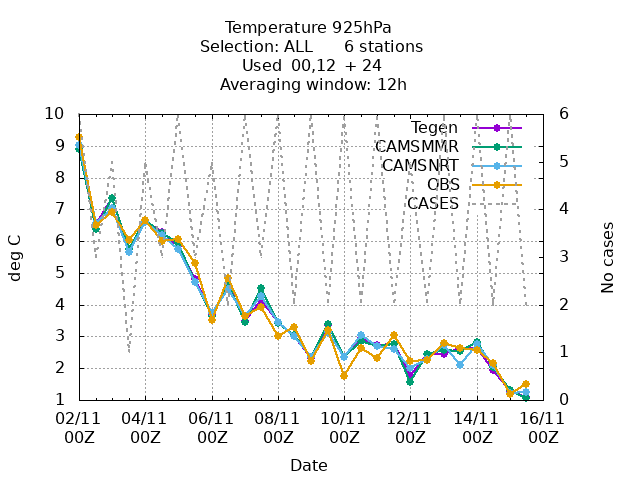 Temperature 925hPa
Selection: ALL 6 stations
Used 00,12 + 24
Averaging window: 12h
10
9
8
7
6
5
4
3
2
1
deg C
6
5
4
3
2
1
0
No cases
Tegen
CAMSMMR
CAMSNRT
OBS
CASES
02/11 04/11 06/11 08/11 10/11 12/11 14/11 16/11
00Z 00Z 00Z 00Z 00Z 00Z 00Z 00Z
Date